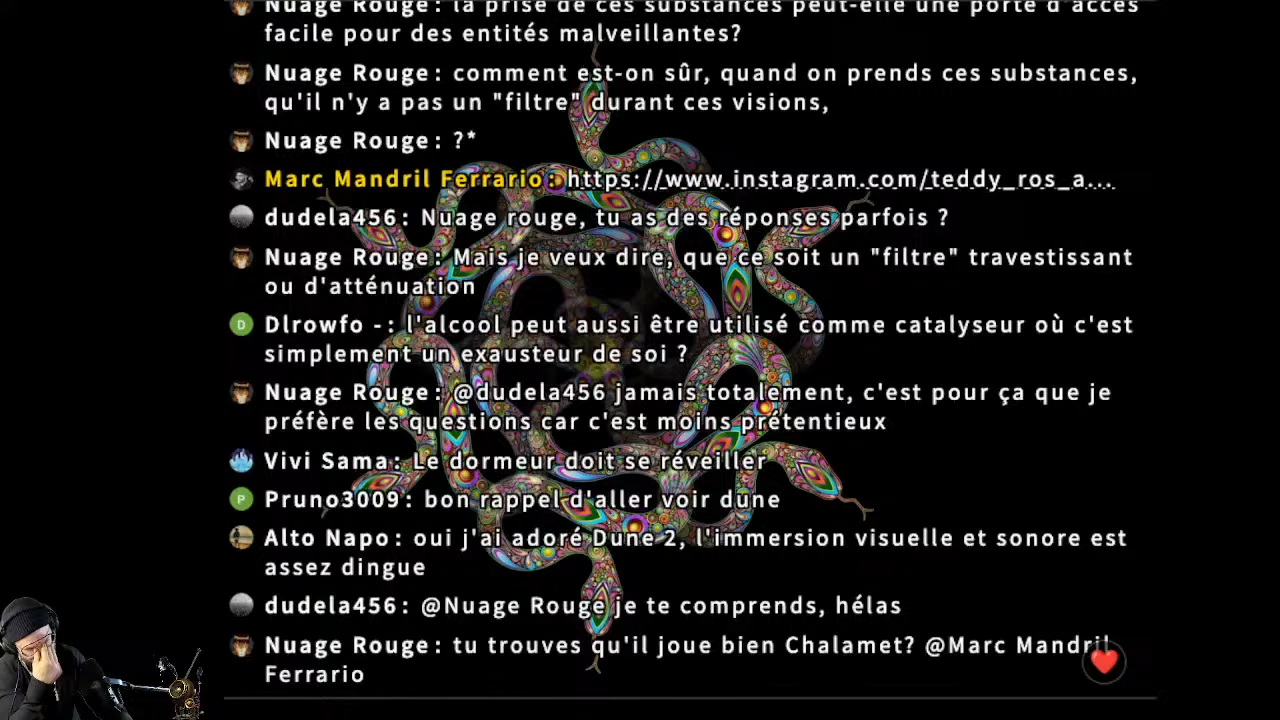 Nuage Rouge: la prise de ces substances peut-elle une porte d'accès
facile pour des entités malveillantes?
Nuage Rouge: comment est-on sûr, quand on prends ces substances,
qu'il n'y a pas un "filtre" durant ces visions,
Nuage Rouge: ?*
Marc Mandril Ferrario: https://www.instagram.com/teddy_ros_a...
dudela456: Nuage rouge, tu as des réponses parfois ?
Nuage Rouge: Mais je veux dire, que ce soit un "filtre" travestissant
ou d'atténuation
D Dlrowfo -: l'alcool peut aussi être utilisé comme catalyseur où c'est
simplement un exausteur de soi ?
Nuage Rouge: @dudela456 jamais totalement, c'est pour ça que je
préfère les questions car c'est moins prétentieux
Vivi Sama: Le dormeur doit se réveiller
P Pruno3009: bon rappel d'aller voir dune
Alto Napo: oui j'ai adoré Dune 2, l'immersion visuelle et sonore est
assez dingue
dudela456: @Nuage Rouge je te comprends, hélas
Nuage Rouge: tu trouves qu'il joue bien Chalamet? @Marc Mandril
Ferrario